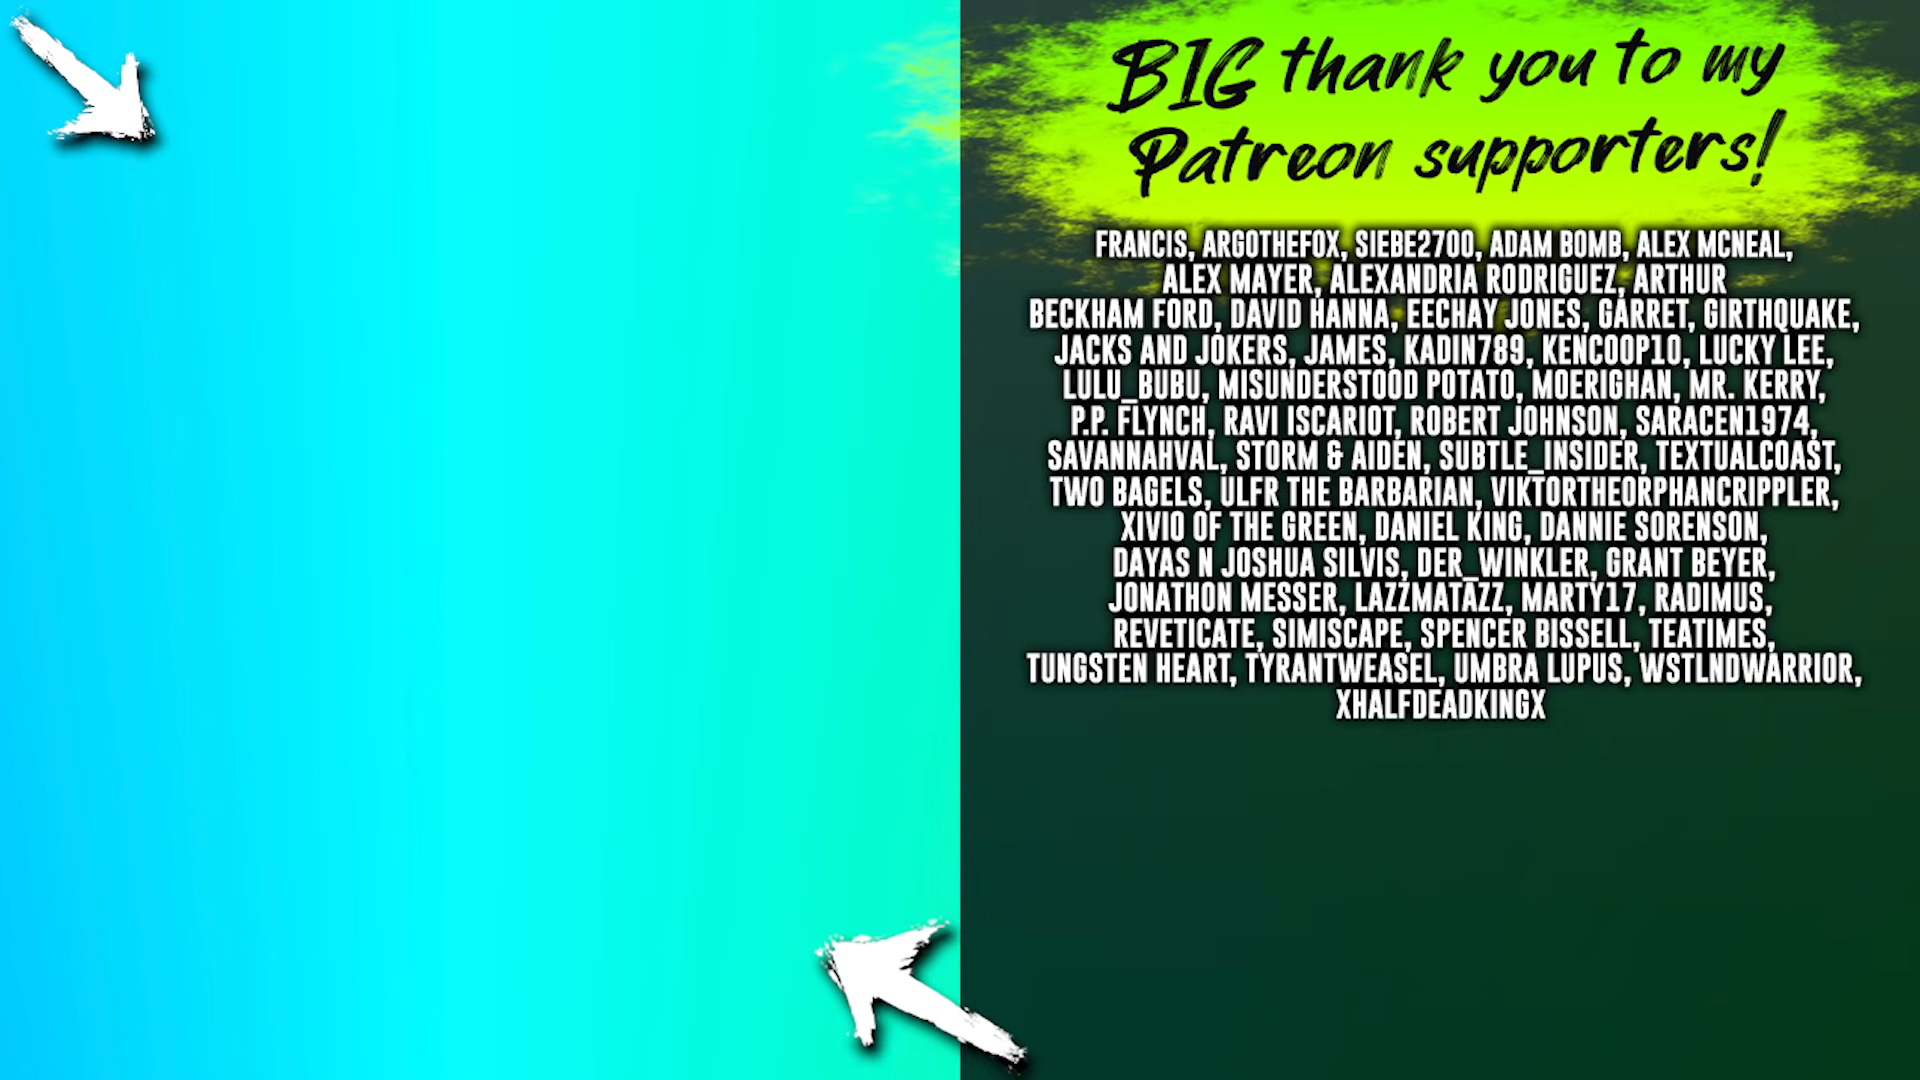 BIG thank you to my
Patreon supporters!
FRANCIS, ARGOTHEFOX, SIEBE2700, ADAM BOMB, ALEX MCNEAL,
ALEX MAYER, ALEXANDRIA RODRIGUEZ, ARTHUR
BECKHAM FORD, DAVID HANNA, EECHAY JONES, GARRET, GIRTHQUAKE,
JACKS AND JOKERS, JAMES, KADIN789, KENCOOP10, LUCKY LEE,
LULU_BUBU, MISUNDERSTOOD POTATO, MOERIGHAN, MR. KERRY,
P.P. FLYNCH, RAVI ISCARIOT, ROBERT JOHNSON, SARACEN1974,
SAVANNAHVAL, STORM & AIDEN, SUBTLE_INSIDER, TEXTUALCOAST,
TWO BAGELS, ULFR THE BARBARIAN, VIKTORTHEORPHANCRIPPLER,
XIVIO OF THE GREEN, DANIEL KING, DANNIE SORENSON,
DAYAS N JOSHUA SILVIS, DER_WINKLER, GRANT BEYER,
JONATHON MESSER, LAZZMATAZZ, MARTY17, RADIMUS,
REVETICATE, SIMISCAPE, SPENCER BISSELL, TEATIMES,
TUNGSTEN HEART, TYRANTWEASEL, UMBRA LUPUS, WSTLNDWARRIOR,
XHALFDEADKINGX